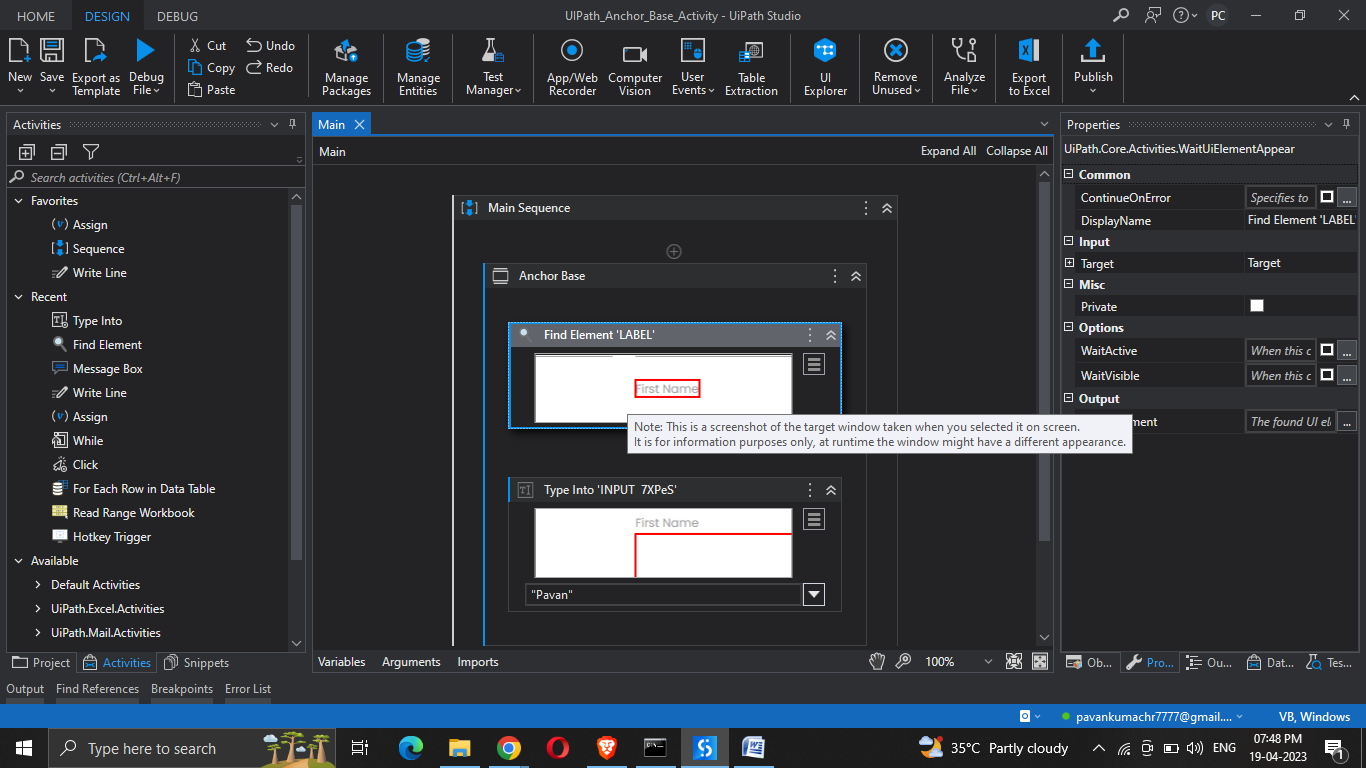 HOME DESIGN DEBUG
UIPath_Anchor_Base_Activity - UiPath Studio
PC
New
Save
Export as Template
Debug File
Cut
Copy
Paste
Undo
Redo
Manage Packages
Manage Entities
Test Manager
App/Web Recorder
Computer Vision
User Events
Table Extraction
UI Explorer
Remove Unused
Analyze File
Export to Excel
Publish
Activities
Search activities (Ctrl+Alt+F)
Favorites
Assign
Sequence
Write Line
Recent
Type Into
Find Element
Message Box
Write Line
Assign
While
Click
For Each Row in Data Table
Read Range Workbook
Hotkey Trigger
Available
Default Activities
UiPath.Excel.Activities
UiPath.Mail.Activities
Project Activities Snippets
Main
Main
Expand All Collapse All
Main Sequence
Anchor Base
Find Element 'LABEL'
First Name
Note: This is a screenshot of the target window taken when you selected it on screen.
It is for information purposes only, at runtime the window might have a different appearance.
Type Into 'INPUT 7XPeS'
First Name
"Pavan"
Variables Arguments Imports
100%
Properties
UiPath.Core.Activities.WaitUiElementAppear
Common
ContinueOnError Specifies to ...
DisplayName Find Element 'LABEL'
Input
Target Target
Misc
Private
Options
WaitActive When this c ...
WaitVisible When this c ...
Output
ment The found UI el ...
Ob... Pro... Ou... Dat... Tes...
Output Find References Breakpoints Error List
pavankumachr7777@gmail....
VB, Windows
Type here to search
35°C Partly cloudy
ENG
07:48 PM
19-04-2023
1